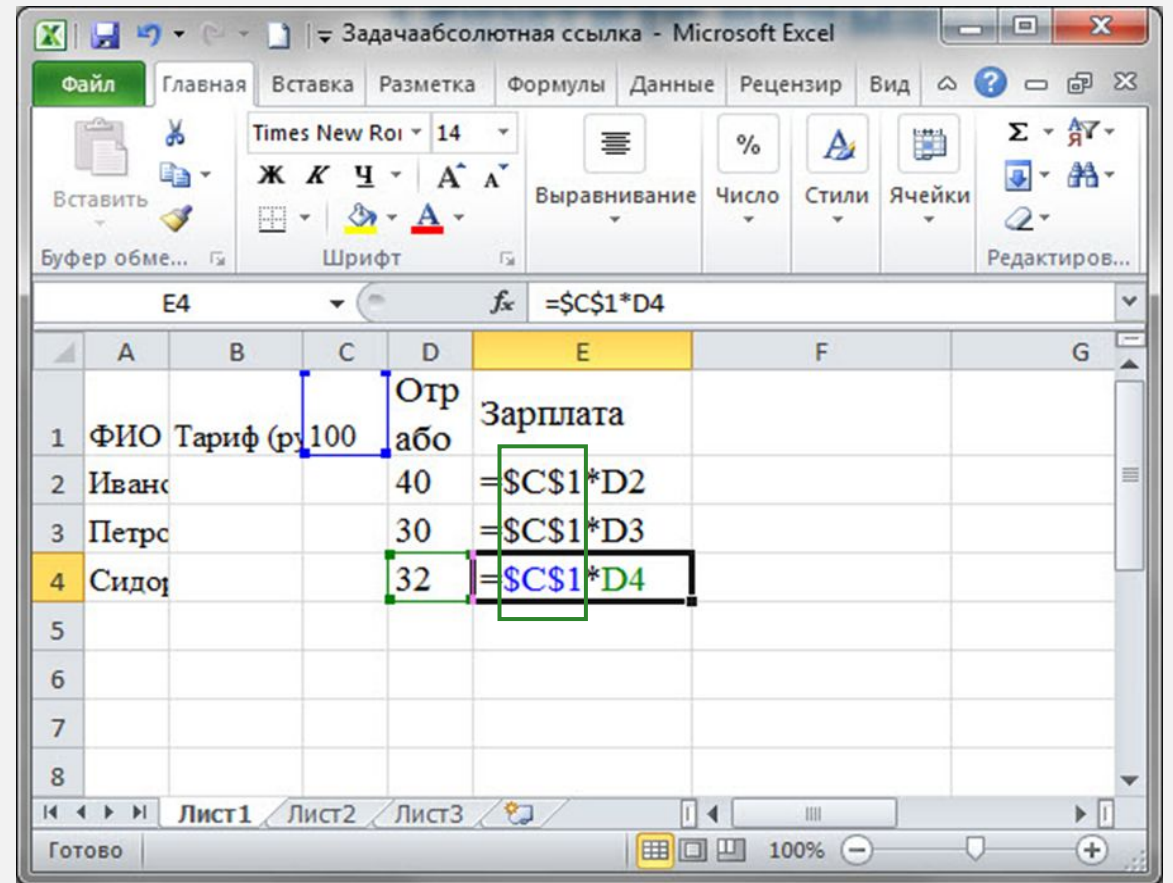 Задачаабсолютная ссылка - Microsoft Excel
Файл Главная Вставка Разметка Формулы Данные Рецензир Вид
Times New Roı 14
Ж К Ч A A А % A Σ А Я
Вставить Выравнивание Число Стили Ячейки
Буфер обме... Шрифт Редактиров...
E4 fx =$C$1*D4
A B C D E F G
Отр
або
1 ФИО Тариф (ру 100 Зарплата
2 Ивано 40 =$C$1*D2
3 Петро 30 =$C$1*D3
4 Сидор 32 =$C$1*D4
5
6
7
8
Лист1 Лист2 Лист3
Готово 100%